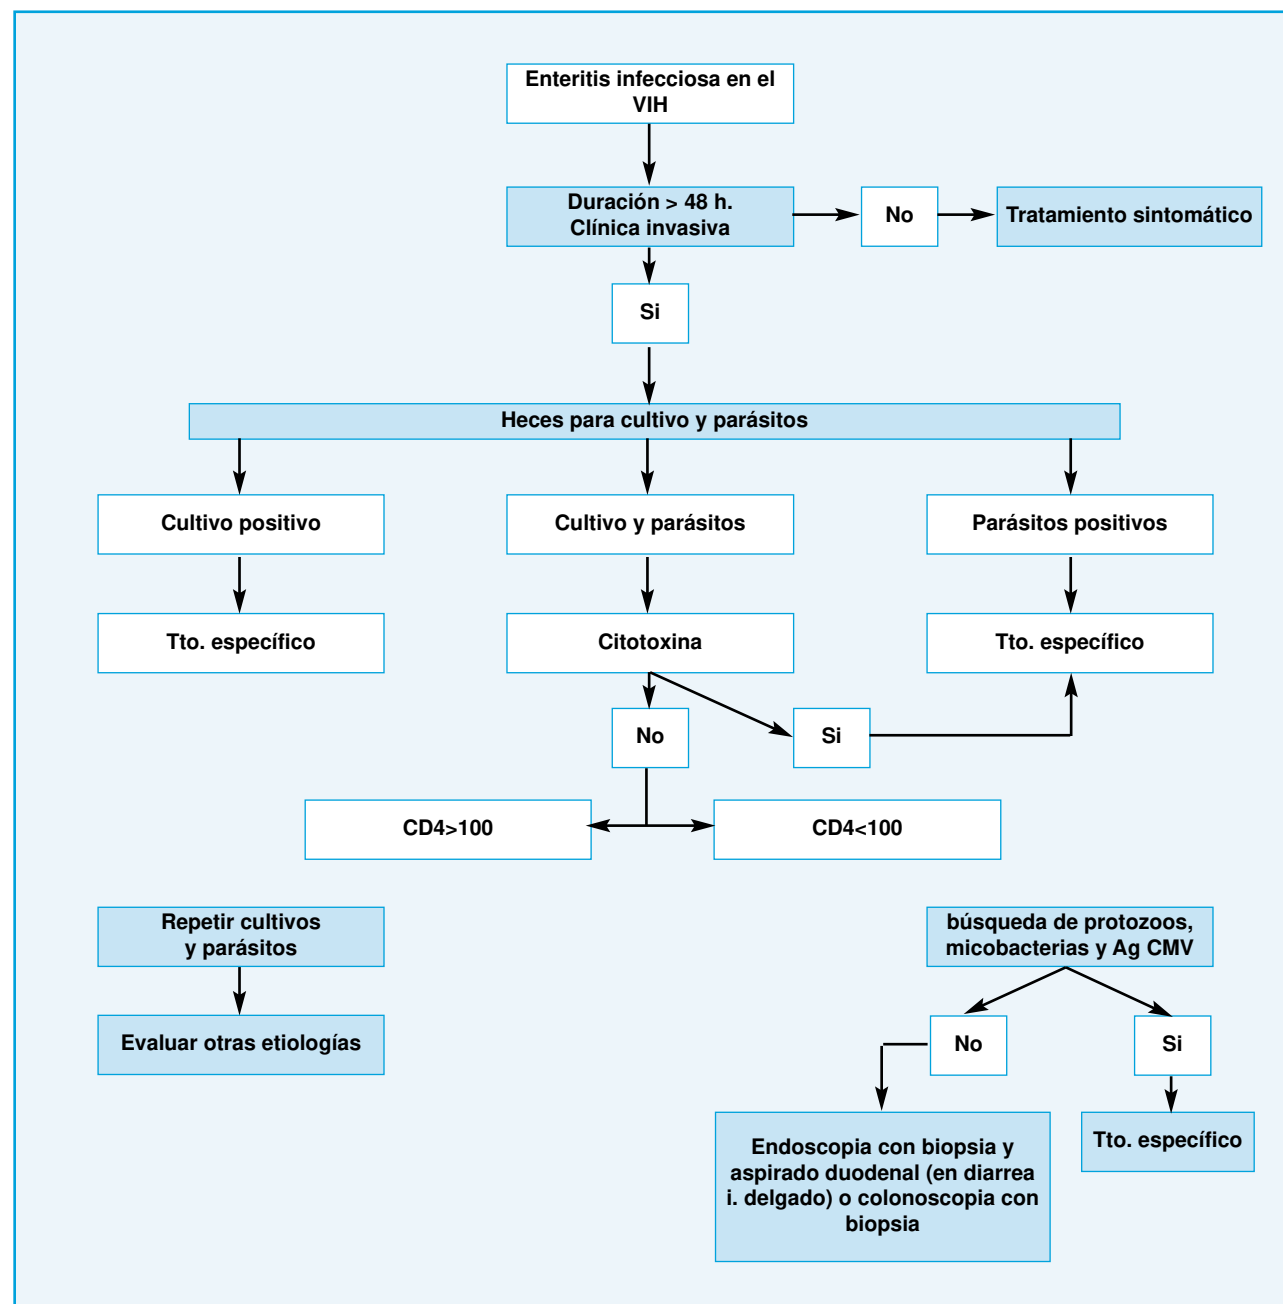 Enteritis infecciosa en el
VIH
Duración > 48 h.
Clínica invasiva
No
Tratamiento sintomático
Si
Heces para cultivo y parásitos
Cultivo positivo
Cultivo y parásitos
Parásitos positivos
Tto. específico
Citotoxina
Tto. específico
No
Si
CD4>100
CD4<100
Repetir cultivos
y parásitos
búsqueda de protozoos,
micobacterias y Ag CMV
Evaluar otras etiologías
No
Si
Endoscopia con biopsia y
aspirado duodenal (en diarrea
i. delgado) o colonoscopia con
biopsia
Tto. específico